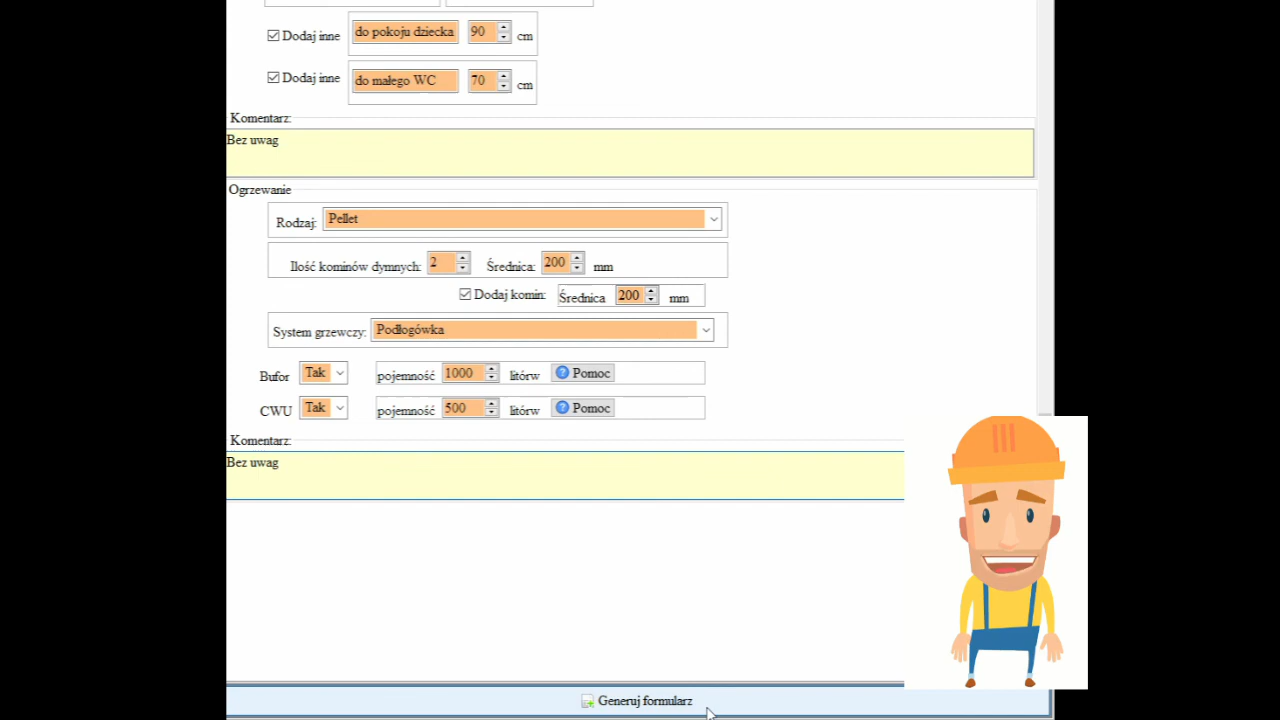 Dodaj inne do pokoju dziecka 90 cm
Dodaj inne do małego WC 70 cm
Komentarz:
Bez uwag
Ogrzewanie
Rodzaj: Pellet
Ilość kominów dymnych: 2 Średnica: 200 mm
Dodaj komin: Średnica 200 mm
System grzewczy: Podłogówka
Bufor Tak pojemność 1000 litórw Pomoc
CWU Tak pojemność 500 litórw Pomoc
Komentarz:
Bez uwag
Generuj formularz